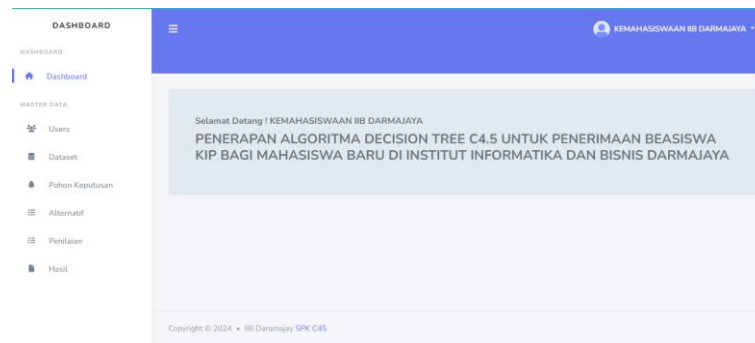 DASHBOARD
DASHBOARD
Dashboard
MASTER DATA
Users
Dataset
Pohon Keputusan
Alternatif
Penilaian
Hasil
KEMAHASISWAAN IIB DARMAJAYA
Selamat Datang ! KEMAHASISWAAN IIB DARMAJAYA
PENERAPAN ALGORITMA DECISION TREE C4.5 UNTUK PENERIMAAN BEASISWA
KIP BAGI MAHASISWA BARU DI INSTITUT INFORMATIKA DAN BISNIS DARMAJAYA
Copyright © 2024 • IIB Daramajay SPK C45